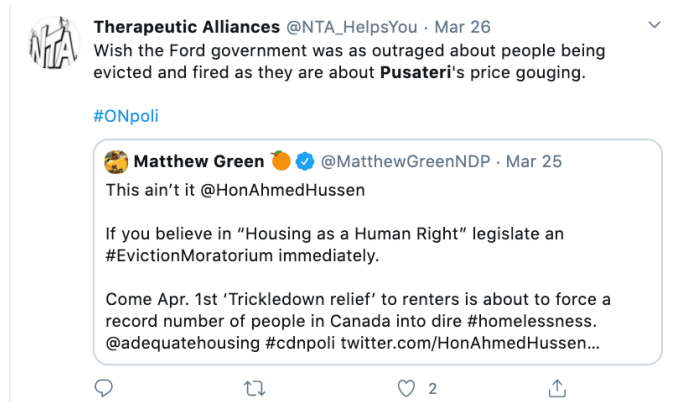 NTA
Therapeutic Alliances @NTA_HelpsYou · Mar 26
Wish the Ford government was as outraged about people being
evicted and fired as they are about Pusateri's price gouging.
#ONpoli
Matthew Green @MatthewGreenNDP · Mar 25
This ain’t it @HonAhmedHussen
If you believe in “Housing as a Human Right” legislate an
#EvictionMoratorium immediately.
Come Apr. 1st ‘Trickledown relief’ to renters is about to force a
record number of people in Canada into dire #homelessness.
@adequatehousing #cdnpoli twitter.com/HonAhmedHussen…
2